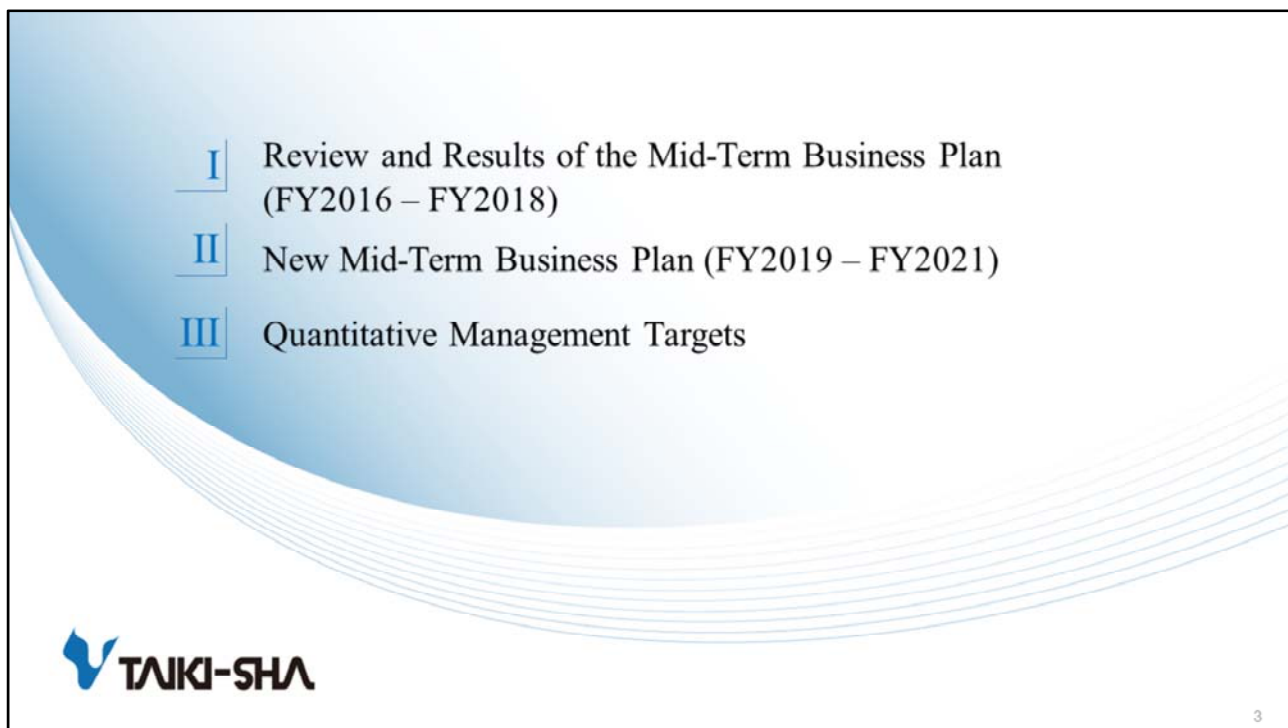 I
Review and Results of the Mid-Term Business Plan
(FY2016 – FY2018)
II
New Mid-Term Business Plan (FY2019 – FY2021)
III
Quantitative Management Targets
TAIKI-SHA
3